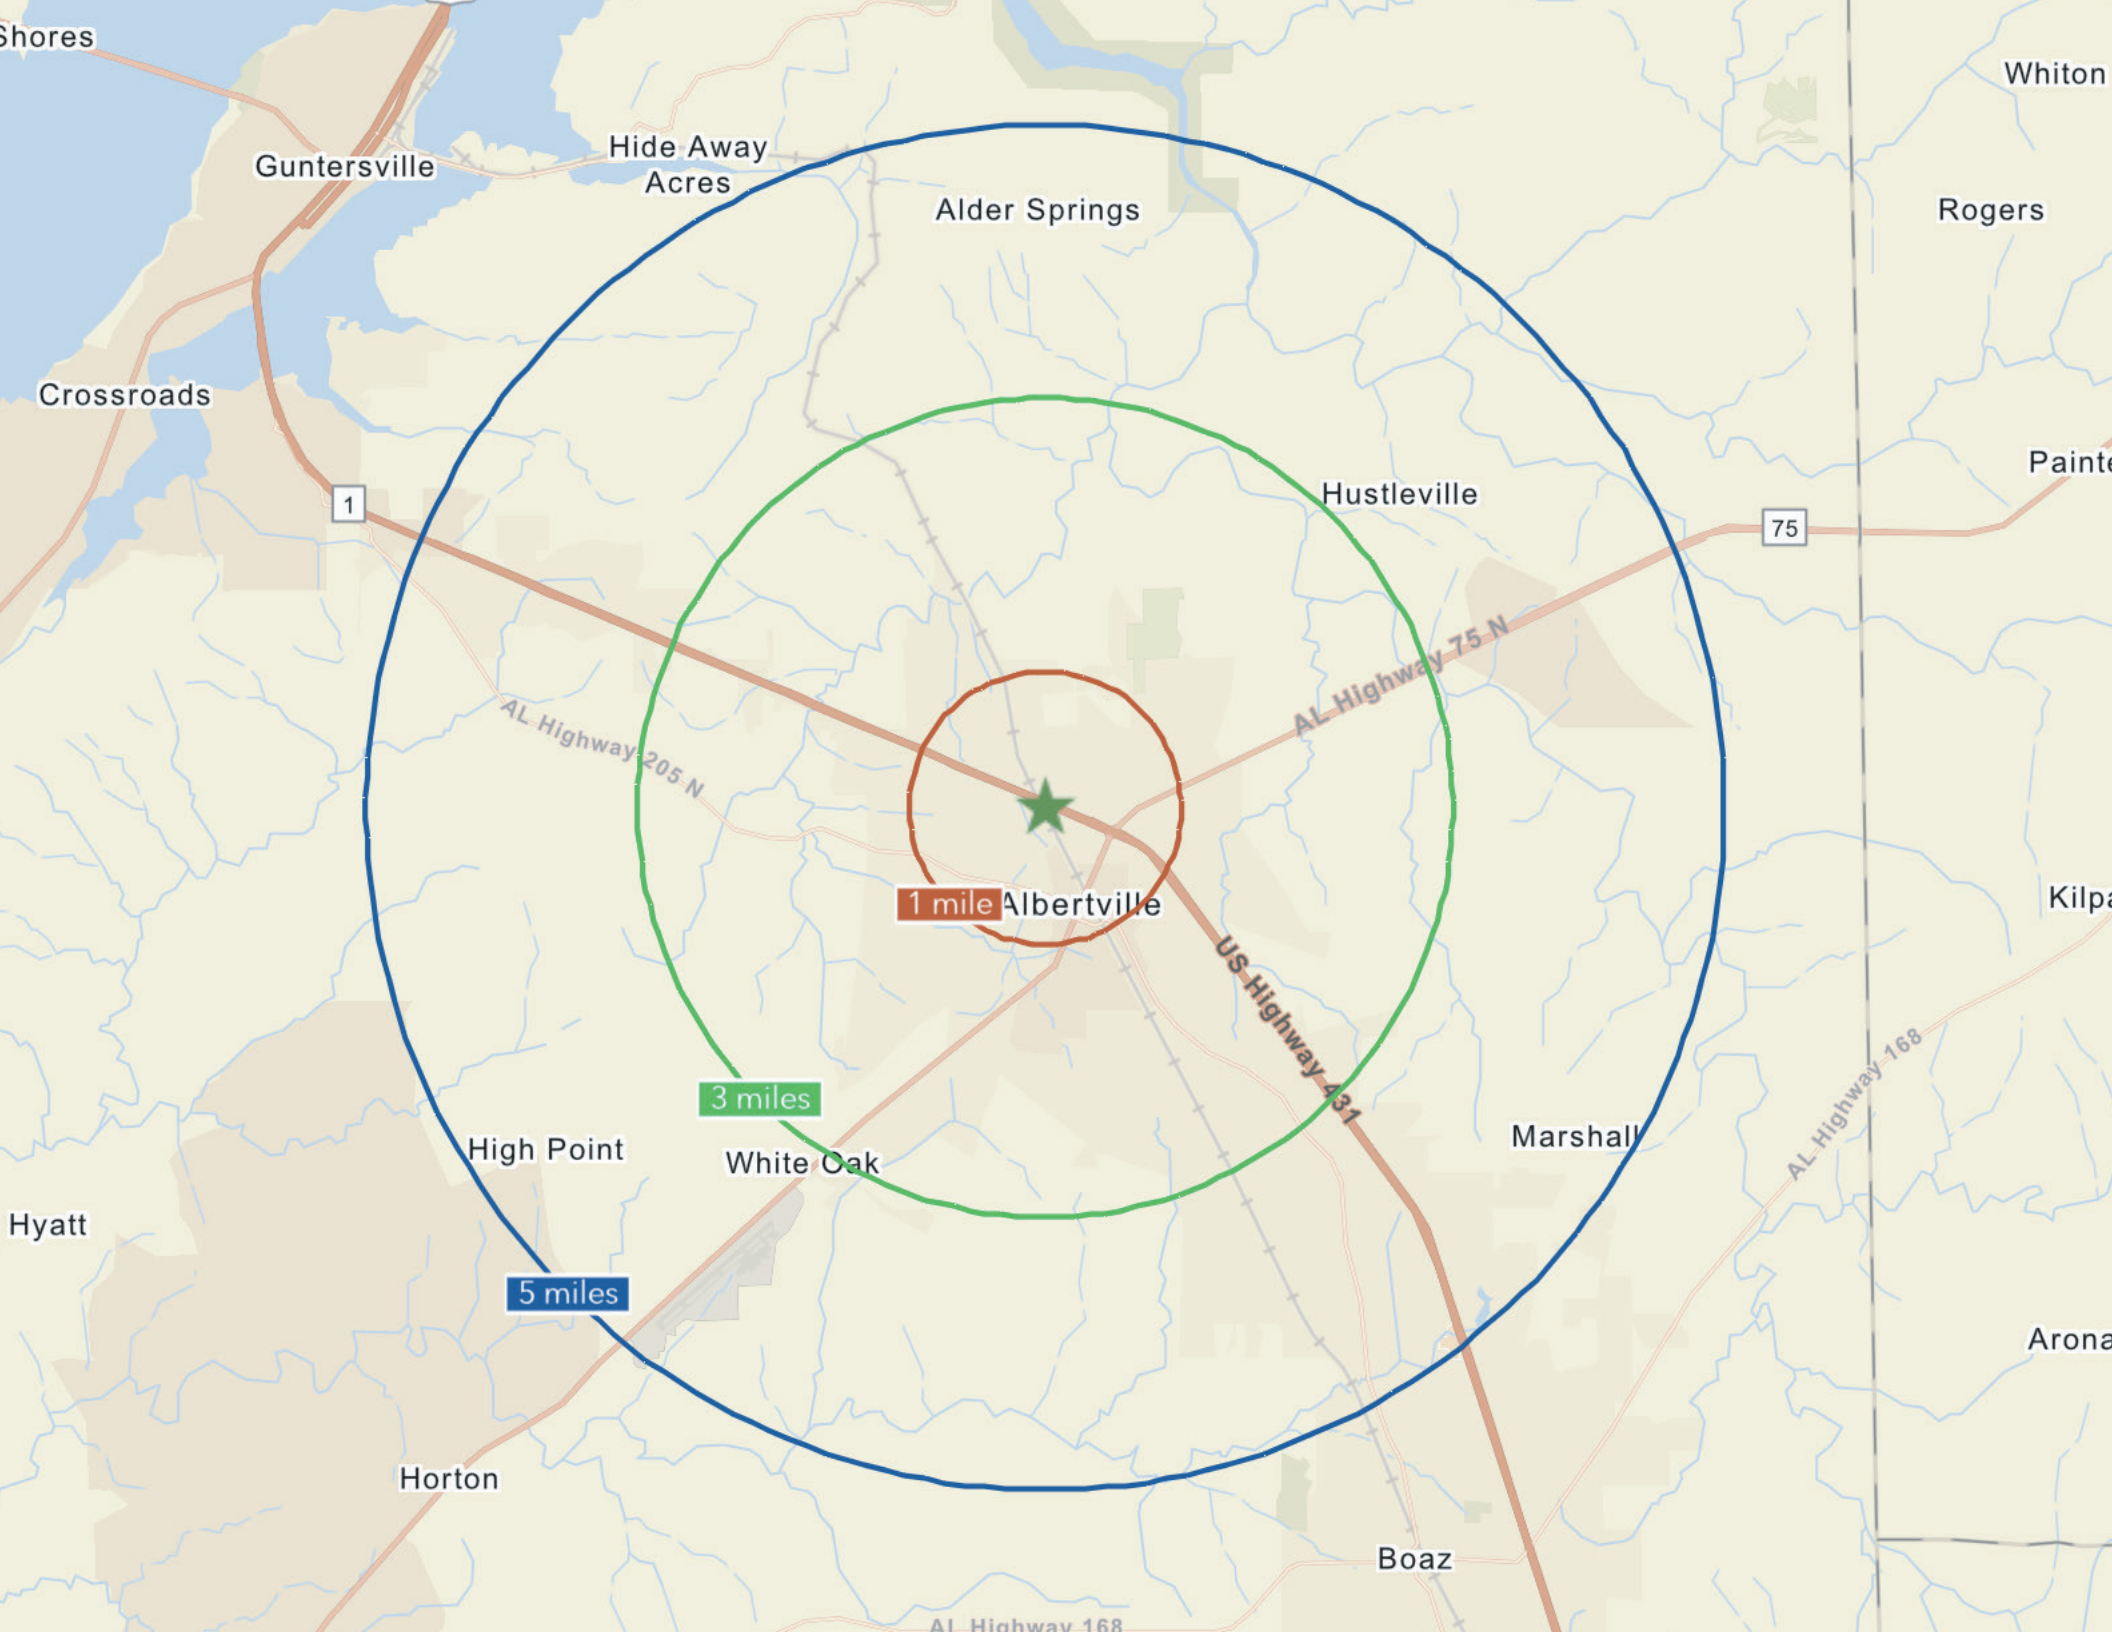 Shores
Whiton
Hide Away
Acres
Guntersville
Alder Springs
Rogers
Crossroads
Hustleville
Painte
1
75
AL Highway 75 N
AL Highway 205 N
1 mile
Albertville
Kilpa
US Highway 431
3 miles
AL Highway 168
Marshall
High Point
White Oak
Hyatt
5 miles
Arona
Horton
Boaz
AL Highway 168